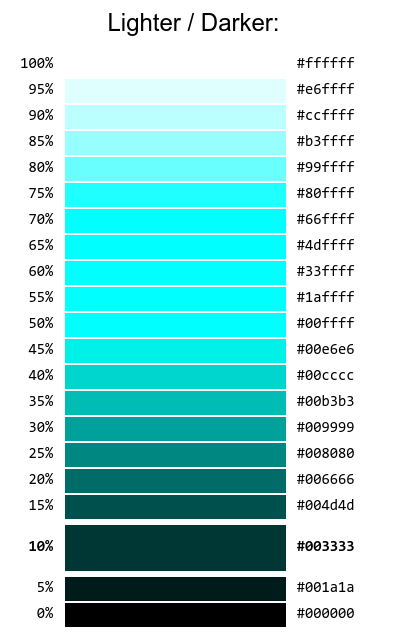 Lighter / Darker:
100% #ffffff
95% #e6ffff
90% #ccffff
85% #b3ffff
80% #99ffff
75% #80ffff
70% #66ffff
65% #4dffff
60% #33ffff
55% #1affff
50% #00ffff
45% #00e6e6
40% #00cccc
35% #00b3b3
30% #009999
25% #008080
20% #006666
15% #004d4d
10% #003333
5% #001a1a
0% #000000